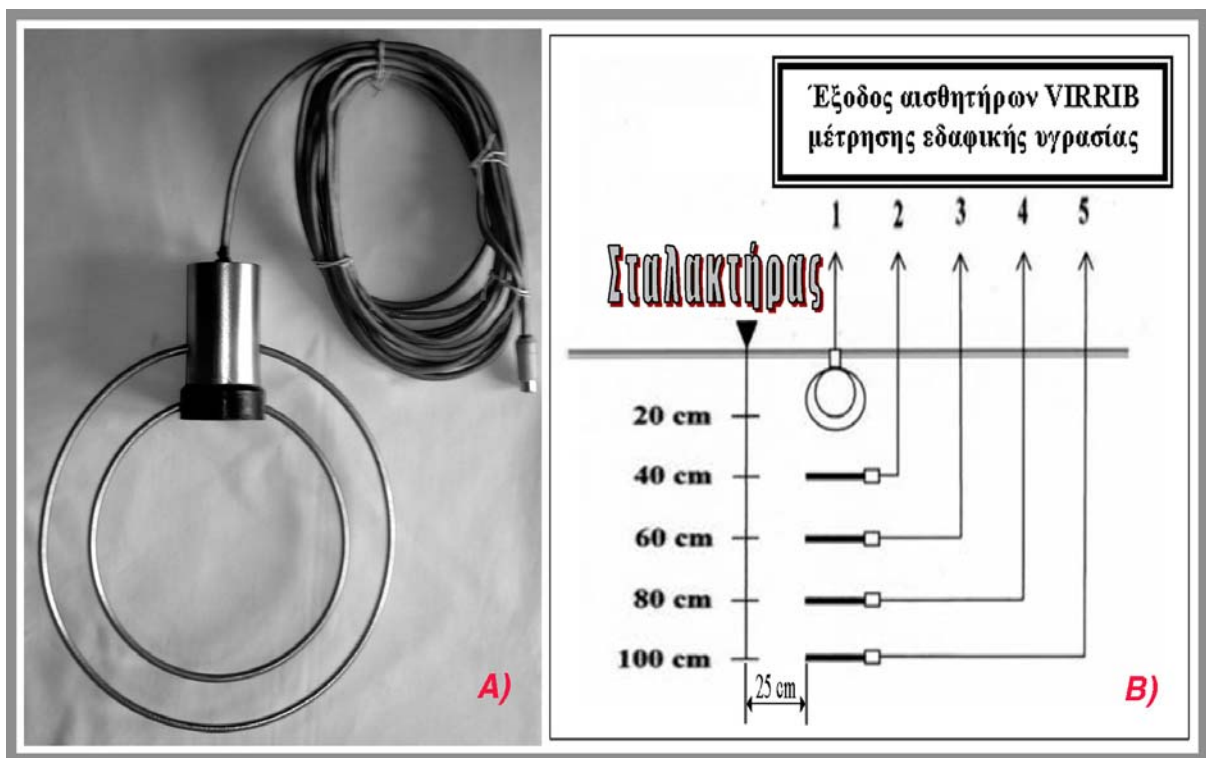 Έξοδος αισθητήρων VIRRIB
μέτρησης εδαφικής υγρασίας
1 2 3 4 5
Σταλακτήρας
20 cm
40 cm
60 cm
80 cm
100 cm
25 cm
A)
B)